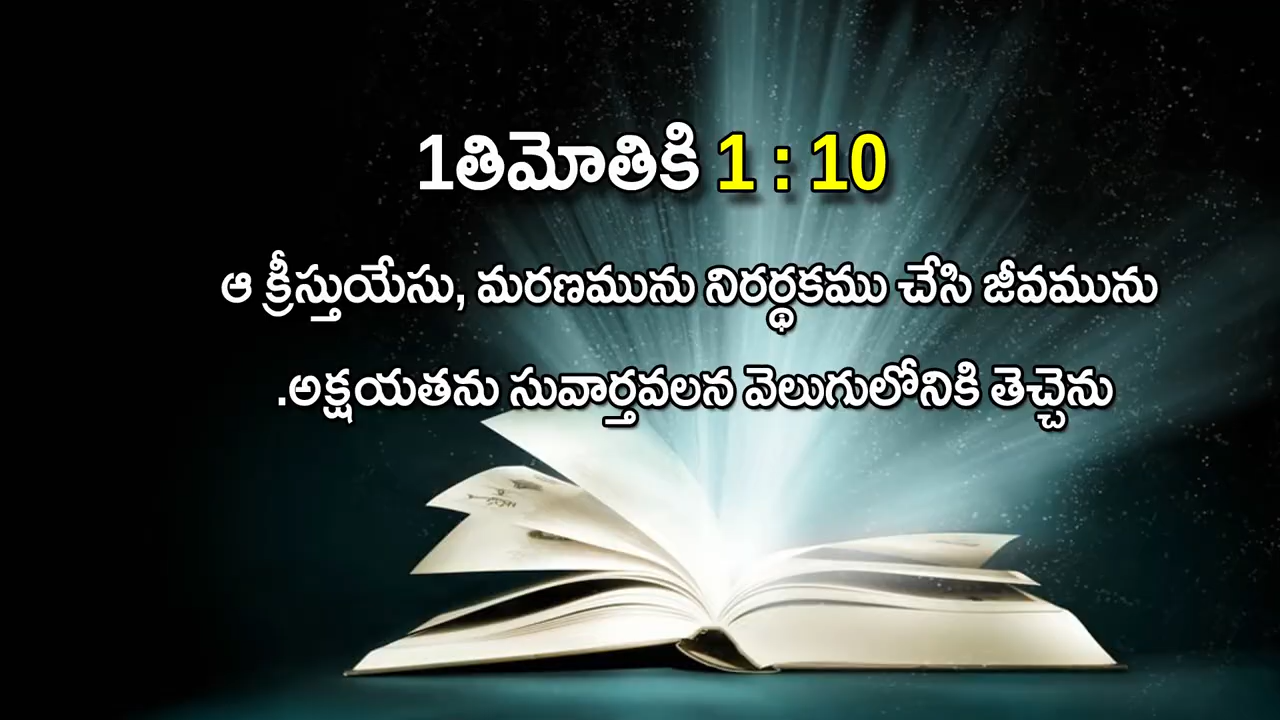 1తిమోతికి 1 : 10
ఆ క్రీస్తుయేసు, మరణమును నిరర్థకము చేసి జీవమును
.అక్షయతను సువార్తవలన వెలుగులోనికి తెచ్చెను